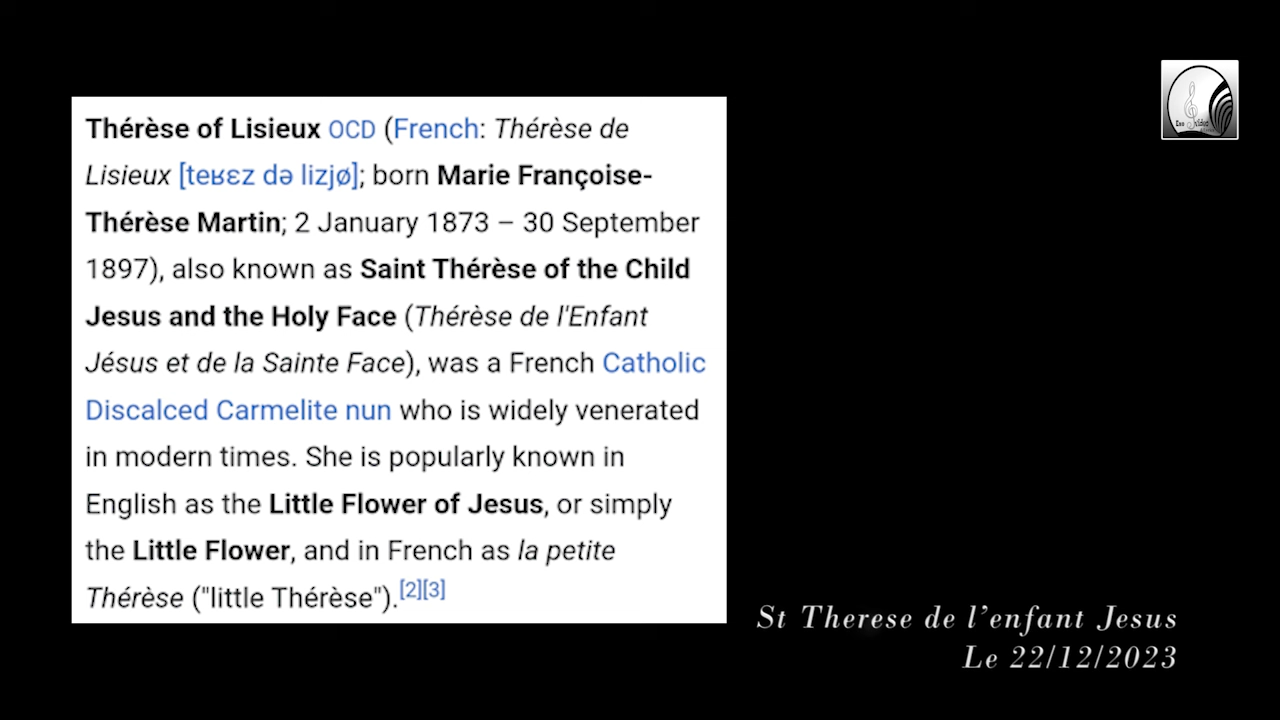 Thérèse of Lisieux OCD (French: Thérèse de
Lisieux [teʁɛz də lizjø]; born Marie Françoise-
Thérèse Martin; 2 January 1873 – 30 September
1897), also known as Saint Thérèse of the Child
Jesus and the Holy Face (Thérèse de l'Enfant
Jésus et de la Sainte Face), was a French Catholic
Discalced Carmelite nun who is widely venerated
in modern times. She is popularly known in
English as the Little Flower of Jesus, or simply
the Little Flower, and in French as la petite
Thérèse ("little Thérèse").[2][3]
St Therese de l’enfant Jesus
Le 22/12/2023